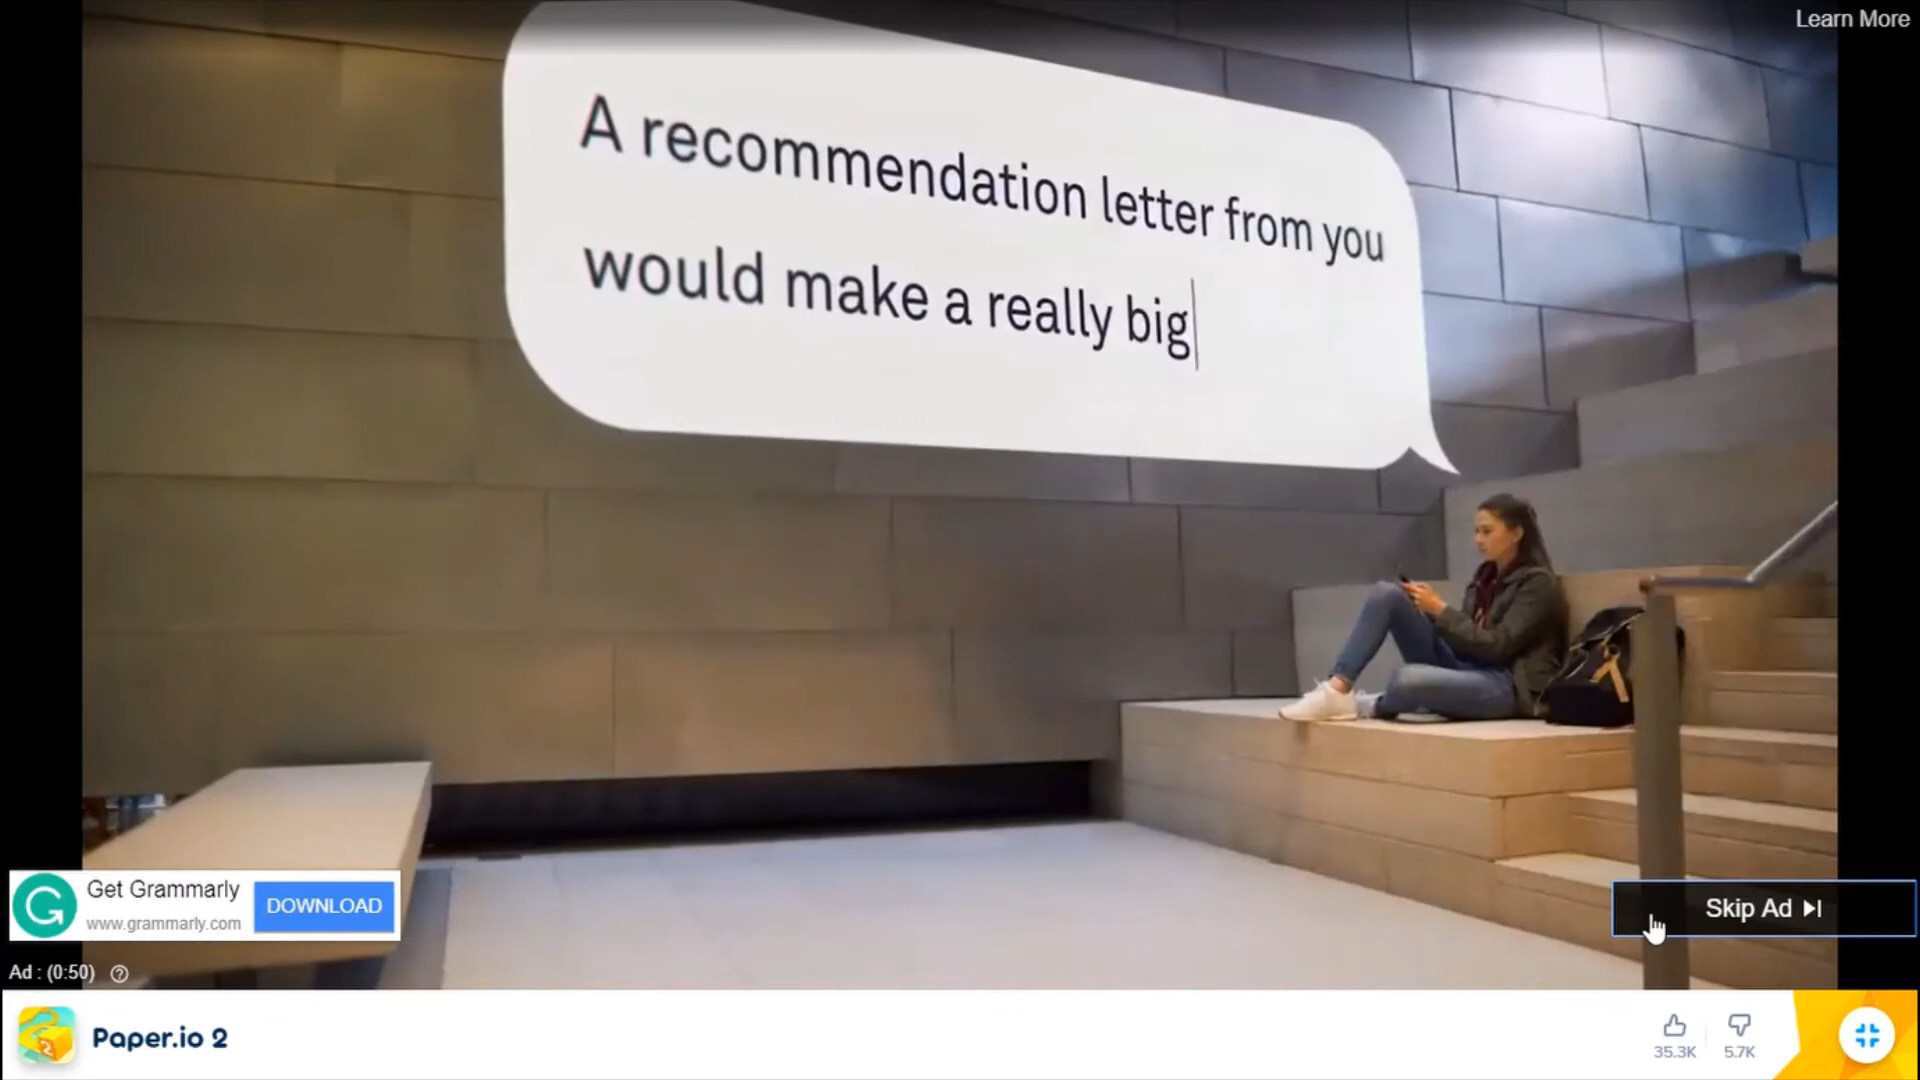 Learn More
A recommendation letter from you
would make a really big
Get Grammarly
www.grammarly.com
DOWNLOAD
Skip Ad
Ad : (0:50)
Paper.io 2
35.3K
5.7K